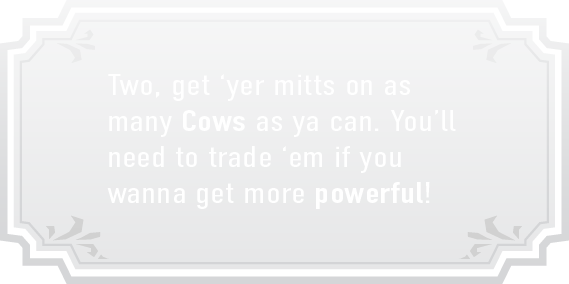 Two, get ‘yer mitts on as
many Cows as ya can. You’ll
need to trade ‘em if you
wanna get more powerful!